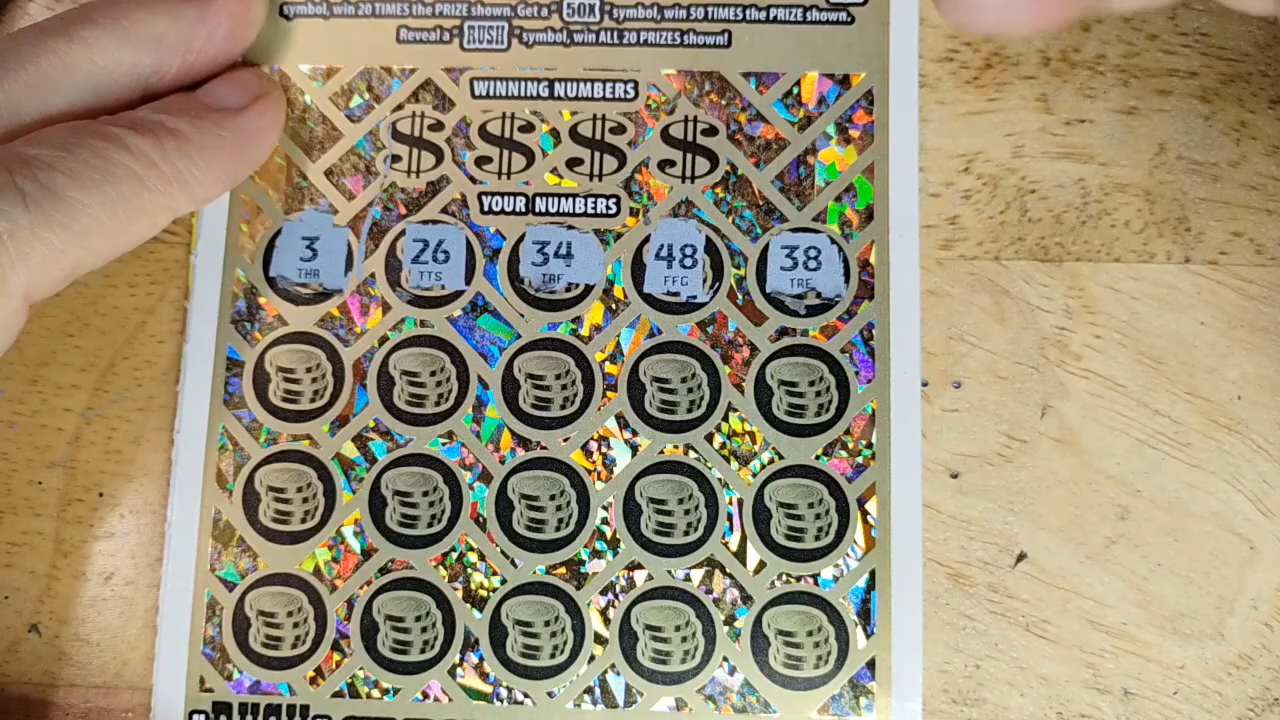 symbol, win 20 TIMES the PRIZE shown. Get a " 50X " symbol, win 50 TIMES the PRIZE shown.
Reveal a " RUSH " symbol, win ALL 20 PRIZES shown!
WINNING NUMBERS
$ $ $ $
YOUR NUMBERS
3 26 34 48 38
THR TTS TRF FFG TRE